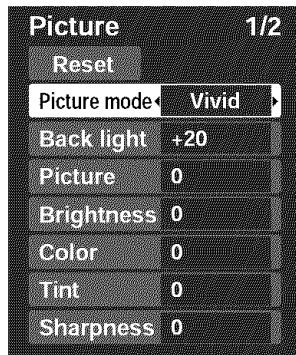 Picture 1/2
Reset
Picture mode Vivid
Back light +20
Picture 0
Brightness 0
Color 0
Tint 0
Sharpness 0